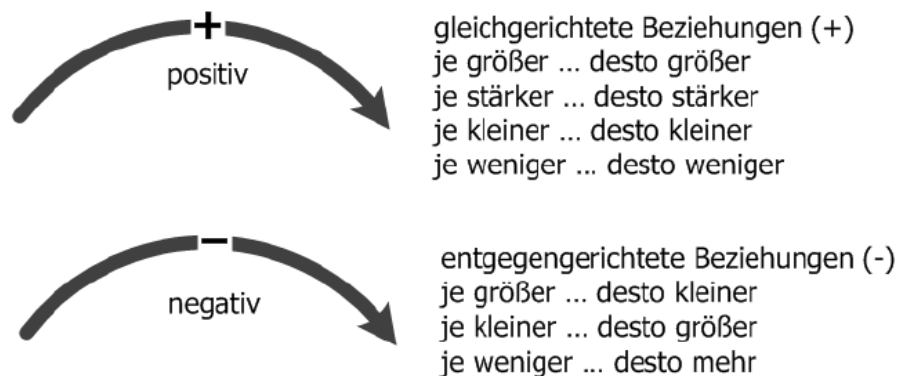 +
positiv
gleichgerichtete Beziehungen (+)
je größer ... desto größer
je stärker ... desto stärker
je kleiner ... desto kleiner
je weniger ... desto weniger
−
negativ
entgegengerichtete Beziehungen (-)
je größer ... desto kleiner
je kleiner ... desto größer
je weniger ... desto mehr